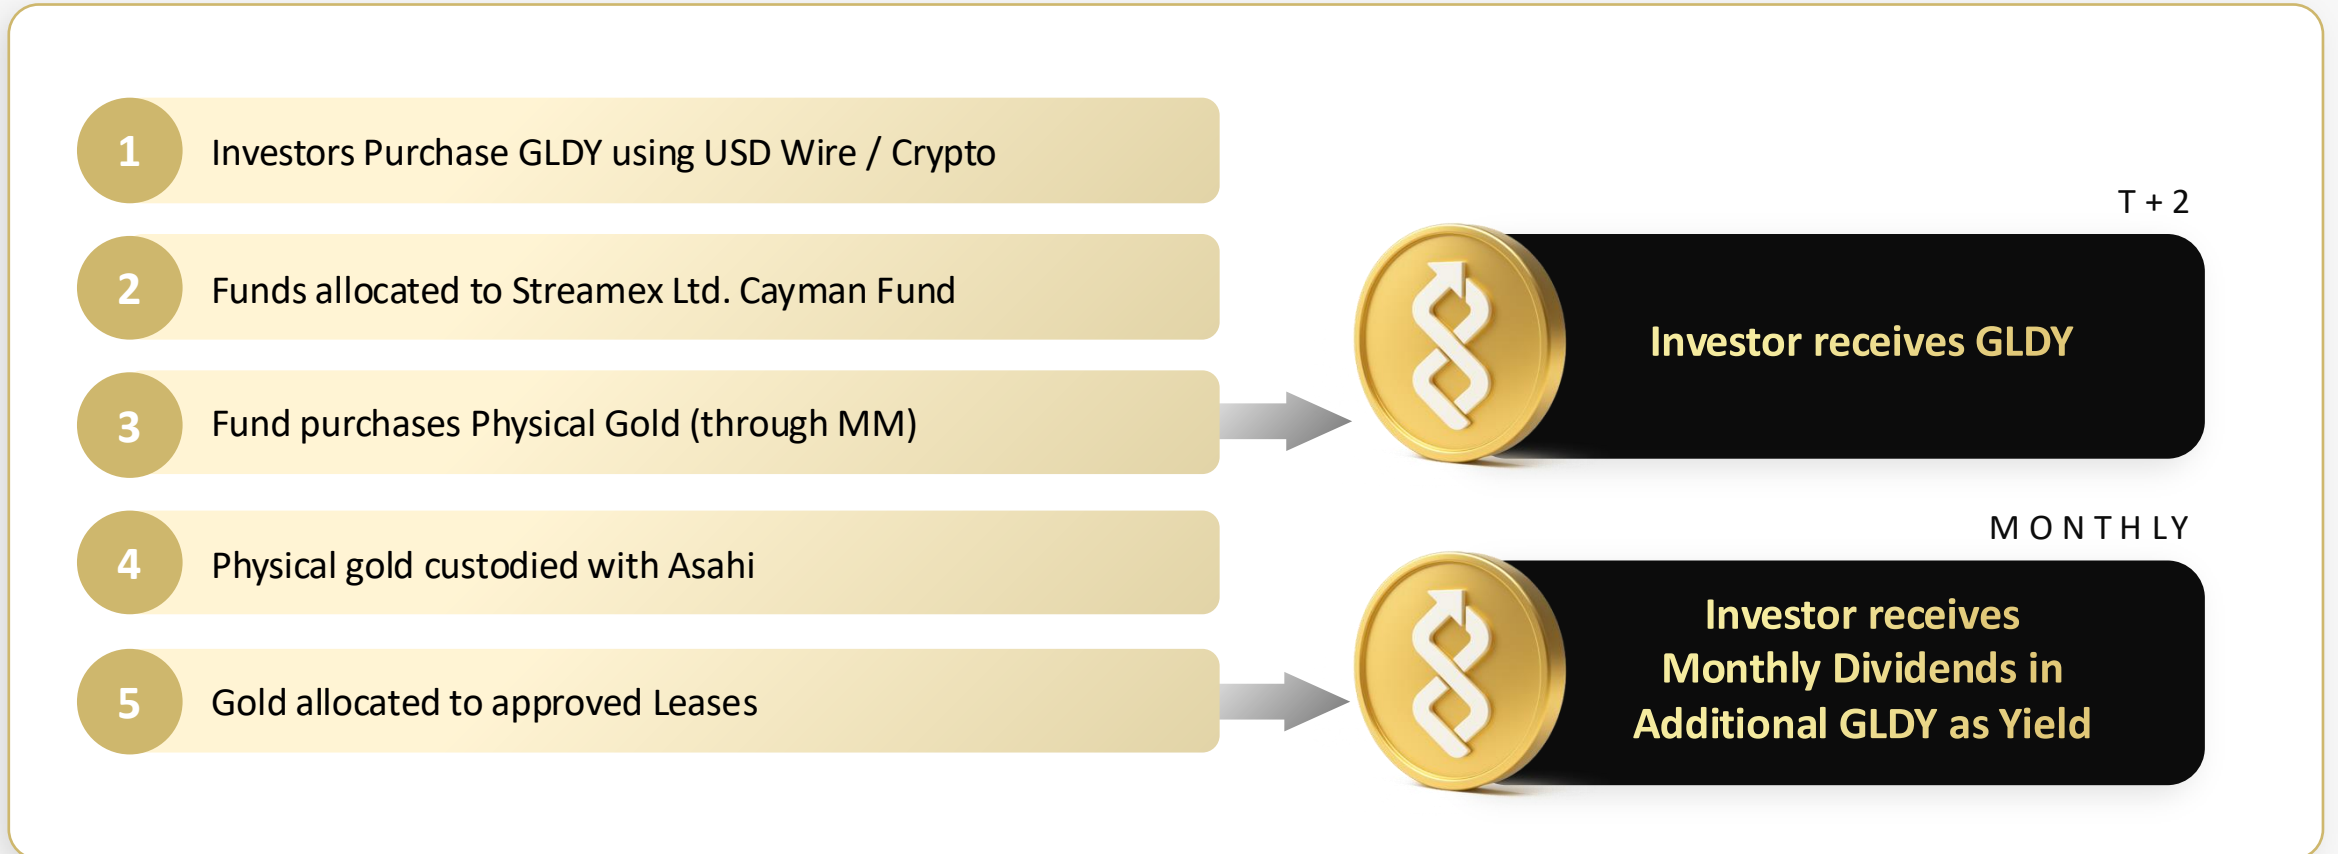 1
Investors Purchase GLDY using USD Wire / Crypto
2
Funds allocated to Streamex Ltd. Cayman Fund
3
Fund purchases Physical Gold (through MM)
4
Physical gold custodied with Asahi
5
Gold allocated to approved Leases
T + 2
Investor receives GLDY
MONTHLY
Investor receives
Monthly Dividends in
Additional GLDY as Yield